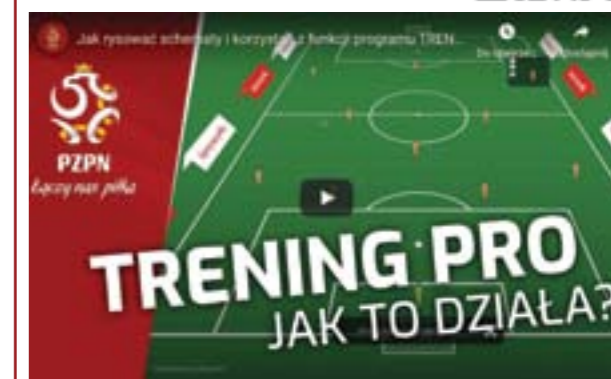 Jak rysować schematy i korzystać z funkcji programu TREN...
PZPN
Łączy nas piłka
TRENING PRO
JAK TO DZIAŁA?